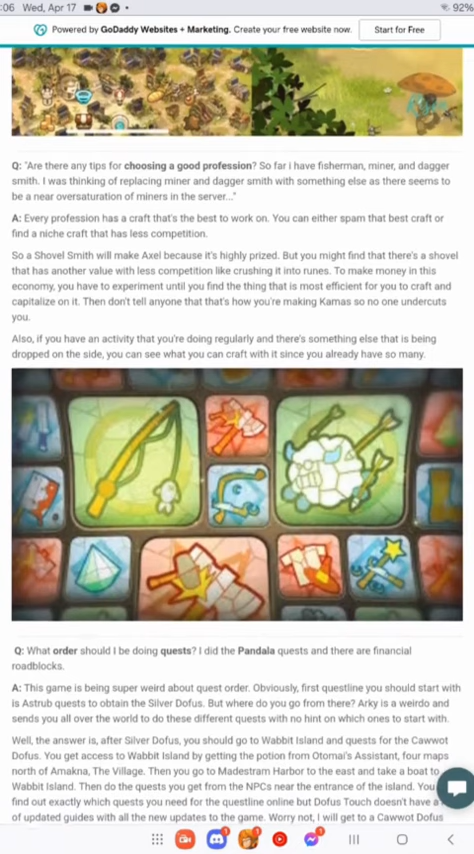 :06 Wed, Apr 17
92%
Powered by GoDaddy Websites + Marketing. Create your free website now.
Start for Free
Q: "Are there any tips for choosing a good profession? So far i have fisherman, miner, and dagger
smith. I was thinking of replacing miner and dagger smith with something else as there seems to
be a near oversaturation of miners in the server..."
A: Every profession has a craft that's the best to work on. You can either spam that best craft or
find a niche craft that has less competition.
So a Shovel Smith will make Axel because it's highly prized. But you might find that there's a shovel
that has another value with less competition like crushing it into runes. To make money in this
economy, you have to experiment until you find the thing that is most efficient for you to craft and
capitalize on it. Then don't tell anyone that that's how you're making Kamas so no one undercuts
you.
Also, if you have an activity that you're doing regularly and there's something else that is being
dropped on the side, you can see what you can craft with it since you already have so many.
Q: What order should I be doing quests? I did the Pandala quests and there are financial
roadblocks.
A: This game is being super weird about quest order. Obviously, first questline you should start with
is Astrub quests to obtain the Silver Dofus. But where do you go from there? Arky is a weirdo and
sends you all over the world to do these different quests with no hint on which ones to start with.
Well, the answer is, after Silver Dofus, you should go to Wabbit Island and quests for the Cawwot
Dofus. You get access to Wabbit Island by getting the potion from Otomai's Assistant, four maps
north of Amakna, The Village. Then you go to Madestram Harbor to the east and take a boat to
Wabbit Island. Then do the quests you get from the NPCs near the entrance of the island. You
find out exactly which quests you need for the questline online but Dofus Touch doesn't have a
of updated guides with all the new updates to the game. Worry not, I will get to a Cawwot Dofus